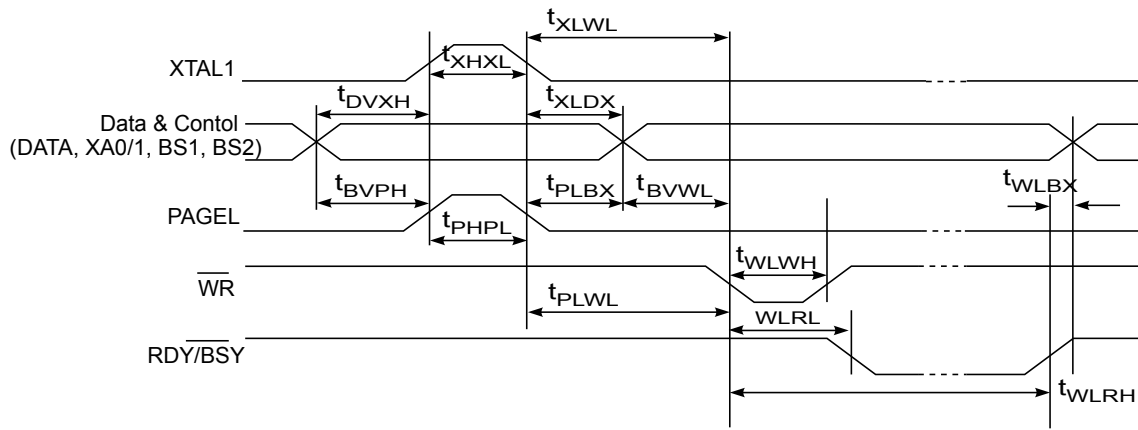 tXLWL
XTAL1
tXHXL
tDVXH
tXLDX
Data & Contol
(DATA, XA0/1, BS1, BS2)
tBVPH
tPLBX
tBVWL
tWLBX
PAGEL
tPHPL
tWLWH
WR
tPLWL
WLRL
RDY/BSY
tWLRH